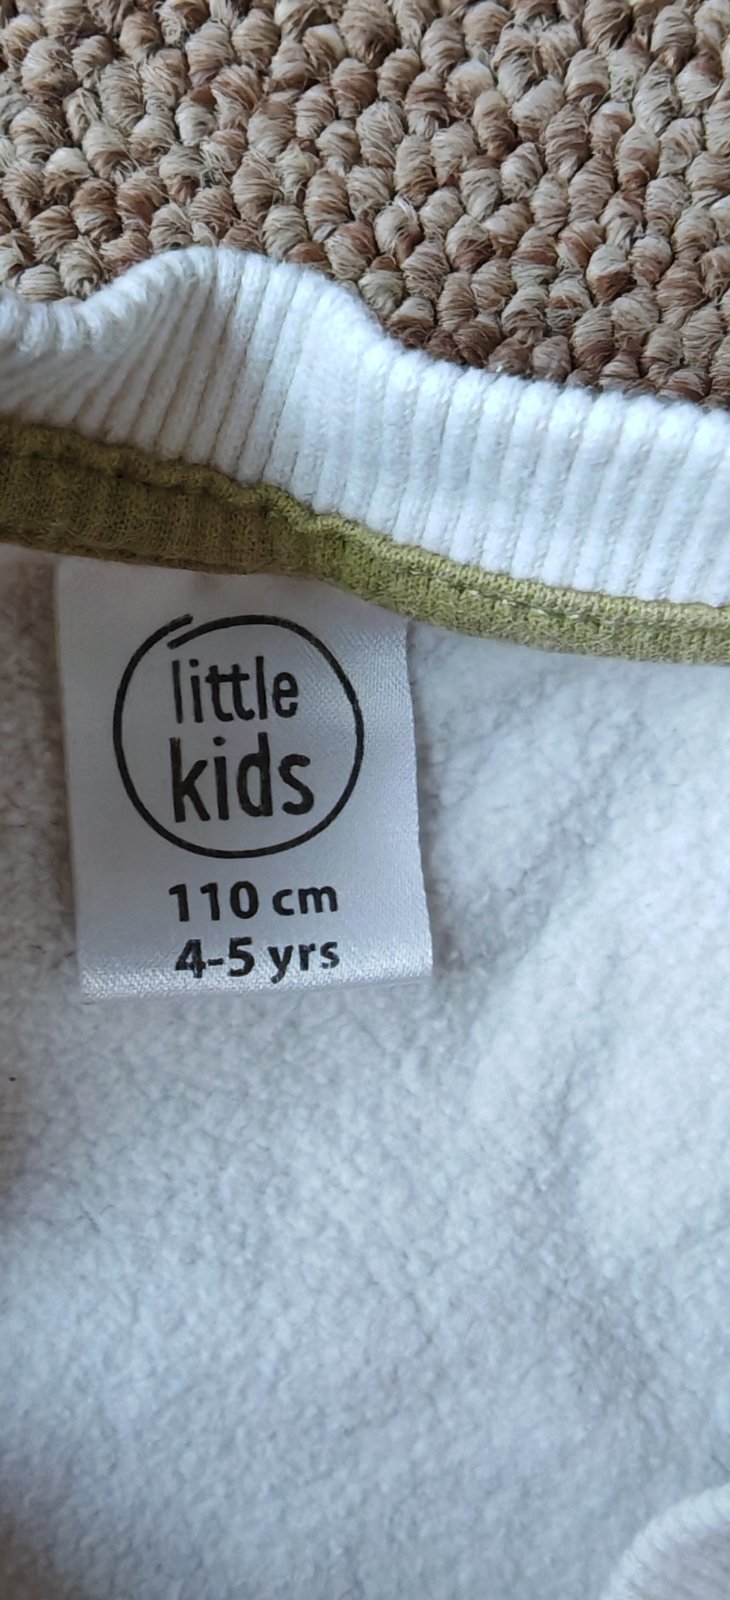 little
kids
110 cm
4-5 yrs